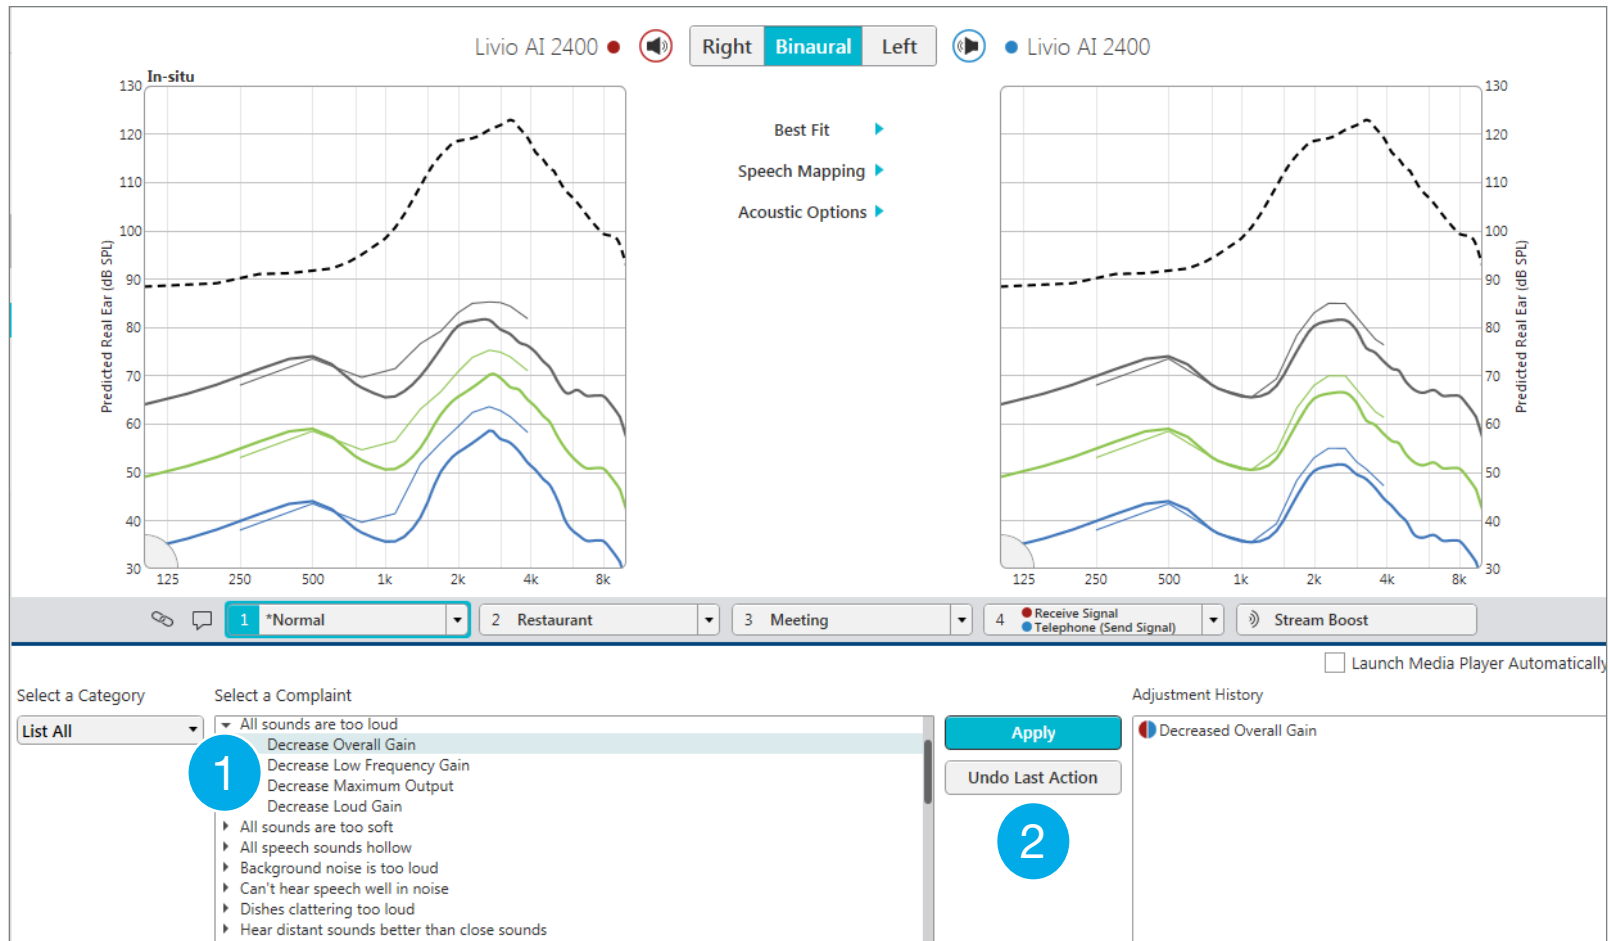 Livio AI 2400
Right Binaural Left
Livio AI 2400
In-situ
130
120
110
100
90
80
70
60
50
40
30
Predicted Real Ear (dB SPL)
125 250 500 1k 2k 4k 8k
Best Fit
Speech Mapping
Acoustic Options
130
120
110
100
90
80
70
60
50
40
30
Predicted Real Ear (dB SPL)
125 250 500 1k 2k 4k 8k
1 *Normal
2 Restaurant
3 Meeting
4 Receive Signal
Telephone (Send Signal)
Stream Boost
Launch Media Player Automatically
Select a Category
List All
Select a Complaint
All sounds are too loud
Decrease Overall Gain
Decrease Low Frequency Gain
Decrease Maximum Output
Decrease Loud Gain
All sounds are too soft
All speech sounds hollow
Background noise is too loud
Can't hear speech well in noise
Dishes clattering too loud
Hear distant sounds better than close sounds
1
Apply
Undo Last Action
2
Adjustment History
Decreased Overall Gain